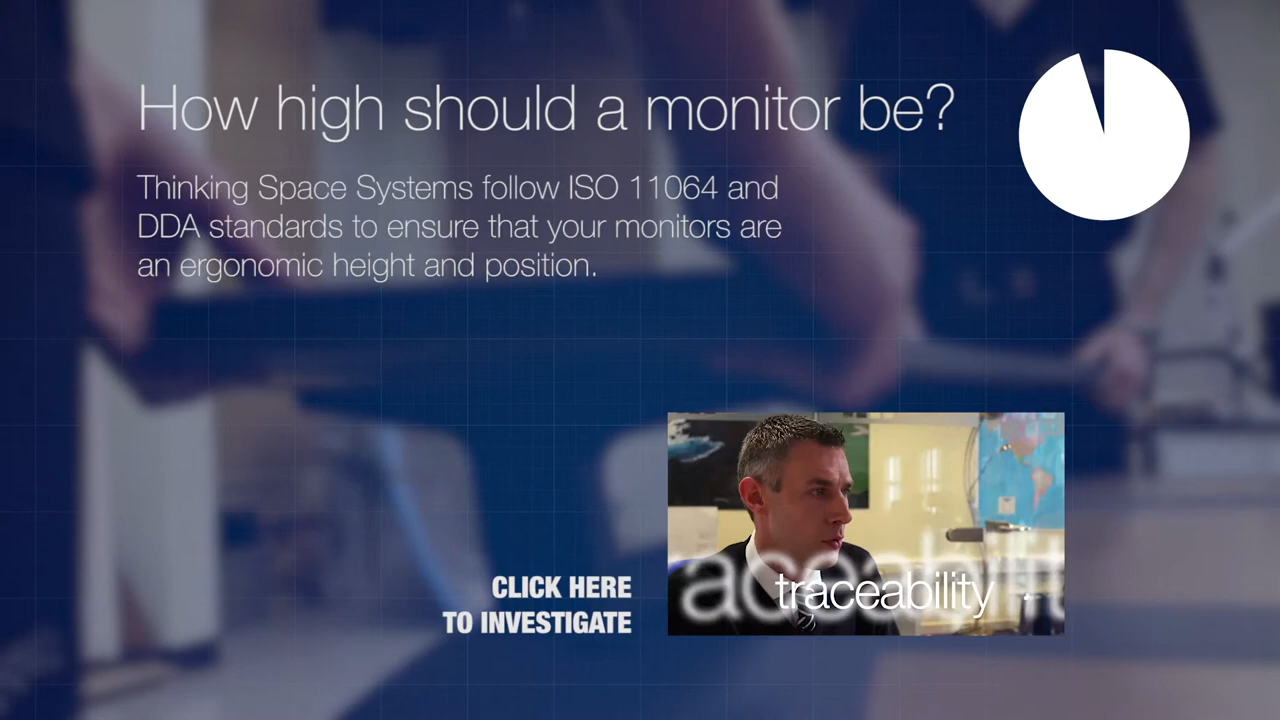 How high should a monitor be?
Thinking Space Systems follow ISO 11064 and
DDA standards to ensure that your monitors are
an ergonomic height and position.
CLICK HERE
TO INVESTIGATE
traceability